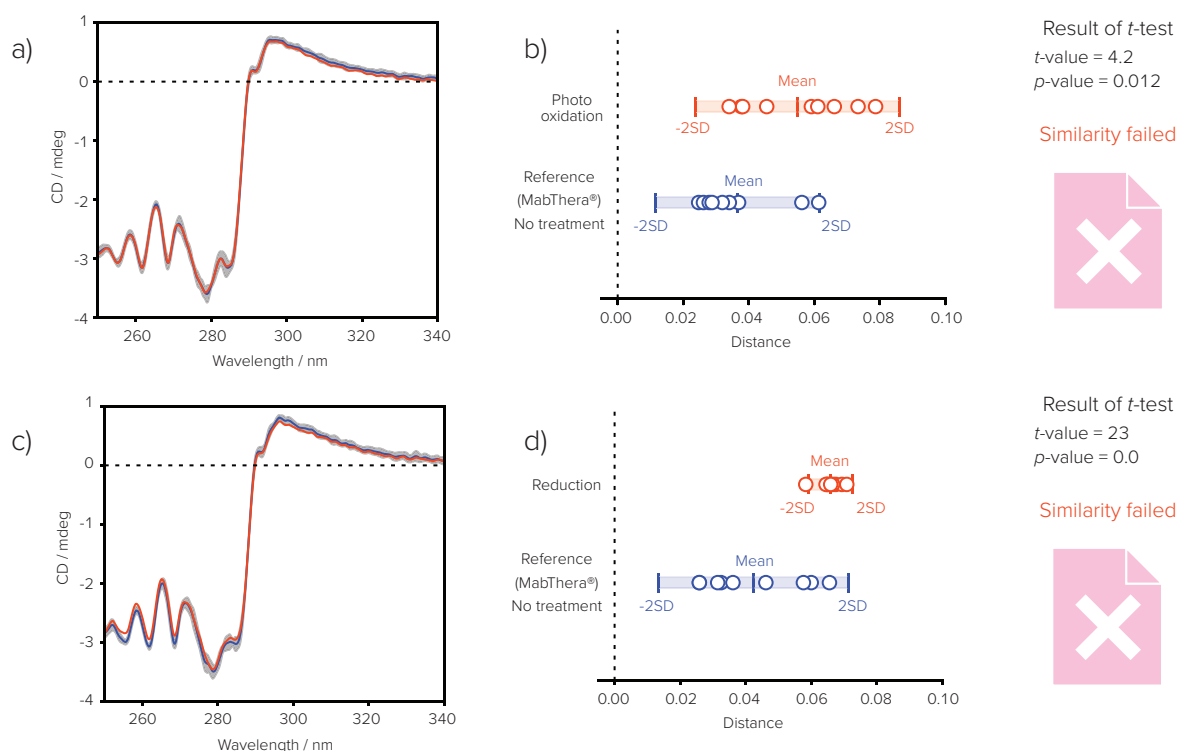 a)
1
0
-1
-2
-3
-4
CD / mdeg
260
280
300
320
340
Wavelength / nm
b)
Photo
oxidation
Mean
-2SD
2SD
Reference
(MabThera®)
No treatment
Mean
-2SD
2SD
0.00
0.02
0.04
0.06
0.08
0.10
Distance
Result of t-test
t-value = 4.2
p-value = 0.012
Similarity failed
c)
1
0
-1
-2
-3
-4
CD / mdeg
260
280
300
320
340
Wavelength / nm
d)
Reduction
Mean
-2SD
2SD
Reference
(MabThera®)
No treatment
Mean
-2SD
2SD
0.00
0.02
0.04
0.06
0.08
0.10
Distance
Result of t-test
t-value = 23
p-value = 0.0
Similarity failed